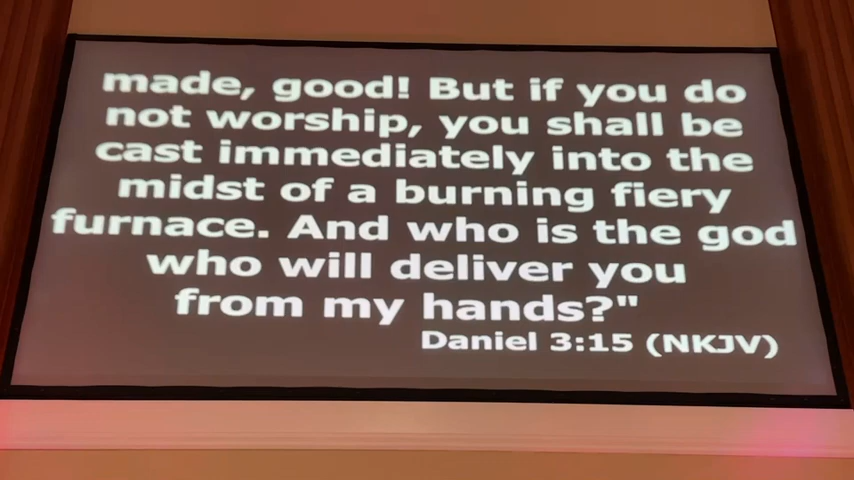 made, good! But if you do
not worship, you shall be
cast immediately into the
midst of a burning fiery
furnace. And who is the god
who will deliver you
from my hands?"
Daniel 3:15 (NKJV)